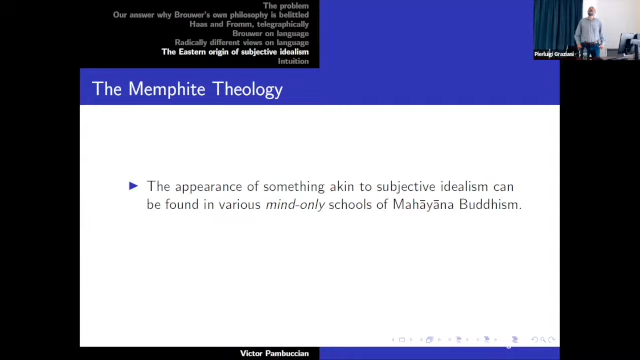 The problem
Our answer why Brouwer's own philosophy is belittled
Haas and Fromm, telegraphically
Brouwer on language
Radically different views on language
The Eastern origin of subjective idealism
Intuition
Pierluigi Graziani
The Memphite Theology
The appearance of something akin to subjective idealism can
be found in various mind-only schools of Mahāyāna Buddhism.
Victor Pambuccian